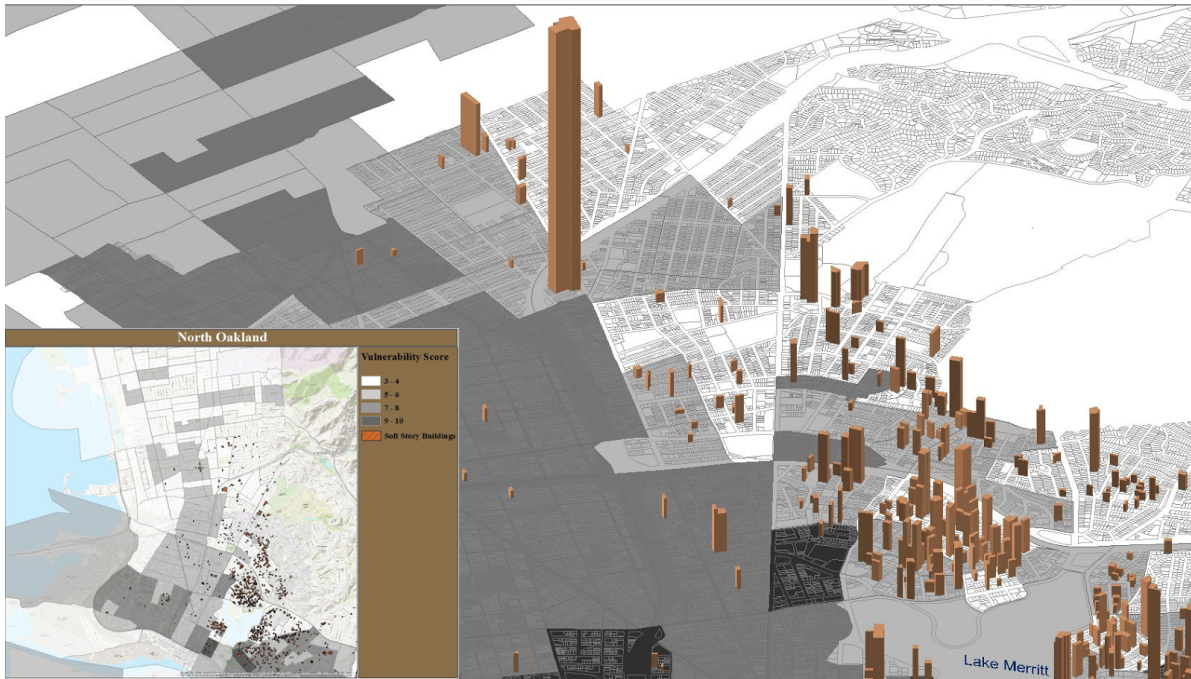 North Oakland
Vulnerability Score
3 - 4
5 - 6
7 - 8
9 - 10
Soft Story Buildings
Lake Merritt